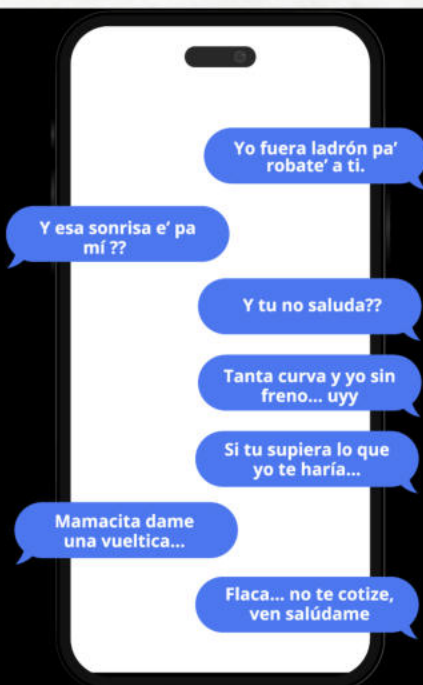 Yo fuera ladrón pa’
robate’ a ti.
Y esa sonrisa e’ pa
mí ??
Y tu no saluda??
Tanta curva y yo sin
freno... uyy
Si tu supiera lo que
yo te haría...
Mamacita dame
una vueltica...
Flaca... no te cotize,
ven salúdame